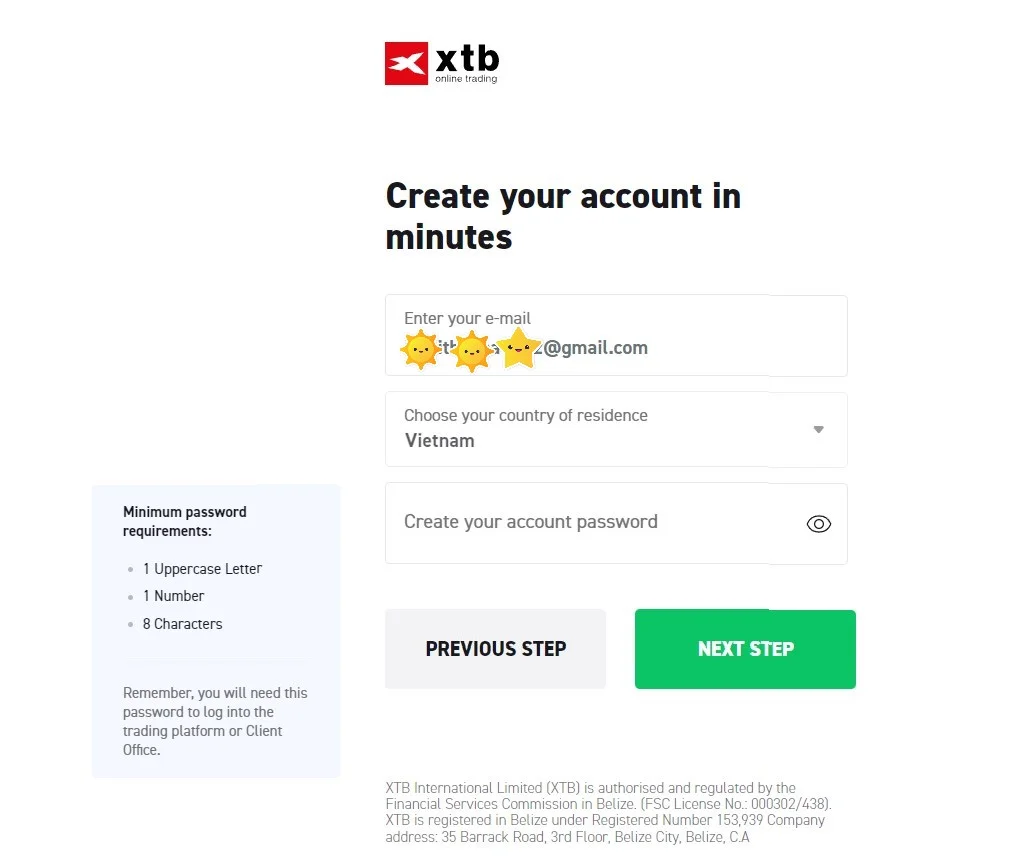 xtb
online trading
Create your account in
minutes
Enter your e-mail
@gmail.com
Choose your country of residence
Vietnam
Create your account password
Minimum password
requirements:
1 Uppercase Letter
1 Number
8 Characters
Remember, you will need this
password to log into the
trading platform or Client
Office.
PREVIOUS STEP
NEXT STEP
XTB International Limited (XTB) is authorised and regulated by the
Financial Services Commission in Belize. (FSC License No.: 000302/438).
XTB is registered in Belize under Registered Number 153,939 Company
address: 35 Barrack Road, 3rd Floor, Belize City, Belize, C.A